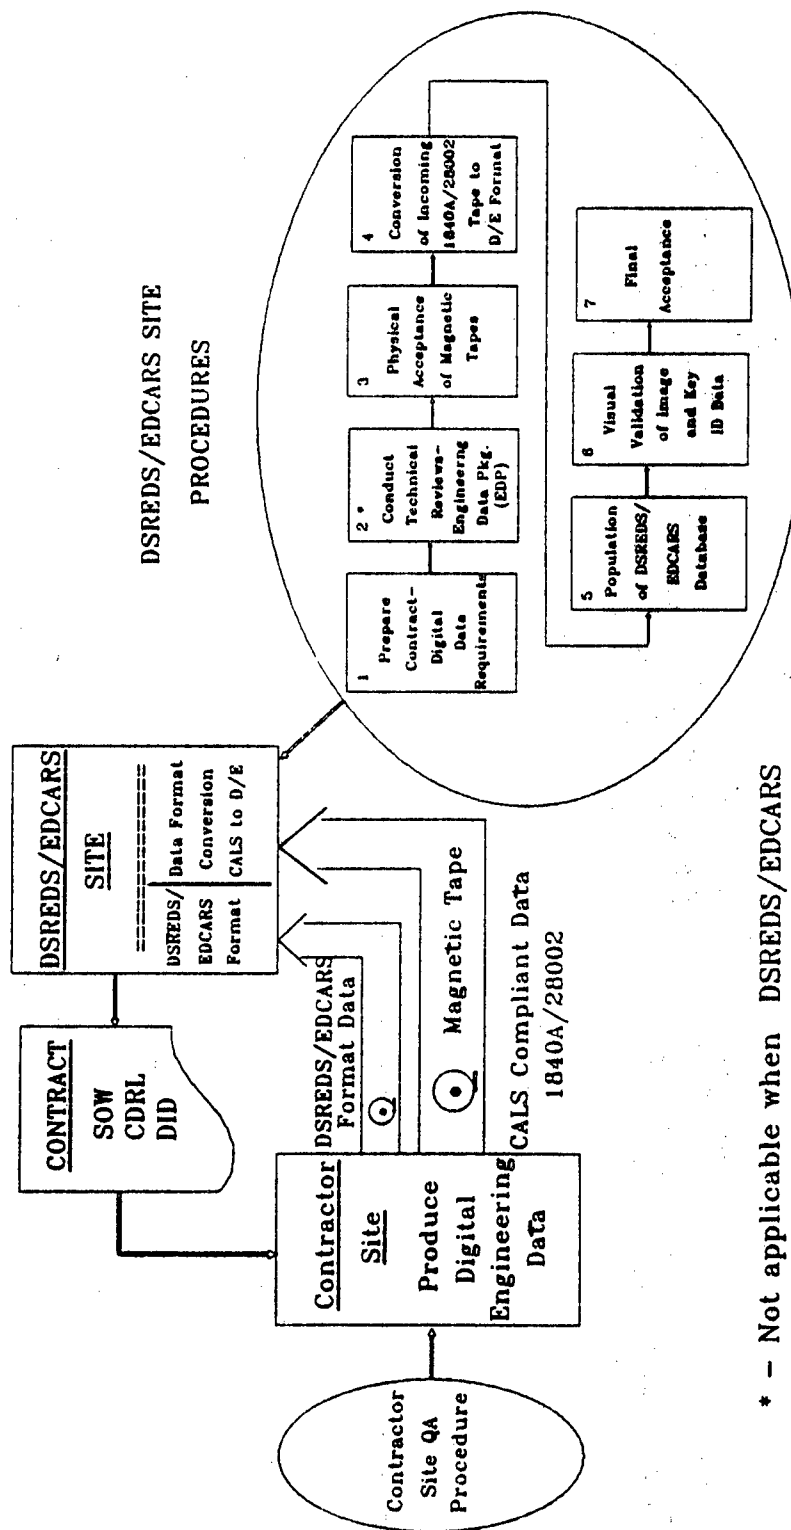 DSREDS/EDCARS SITE
PROCEDURES
CONTRACT
SOW
CDRL
DID
DSREDS/EDCARS
SITE
=============
DSREDS/
EDCARS
Format
Data Format
Conversion
CALS to D/E
1
Prepare
Contract-
Digital
Data
Requirements
2 *
Conduct
Technical
Reviews-
Engineerng
Data Pkg.
(EDP)
3
Physical
Acceptance
of Magnetic
Tapes
4
Conversion
of Incoming
1840A/28002
Tape to
D/E Format
5
Population
of DSREDS/
EDCARS
Database
6
Visual
Validation
of Image
and Key
ID Data
7
Final
Acceptance
Contractor
Site QA
Procedure
Contractor
Site
Produce
Digital
Engineering
Data
DSREDS/EDCARS
Format Data
Magnetic Tape
CALS Compliant Data
1840A/28002
* - Not applicable when DSREDS/EDCARS